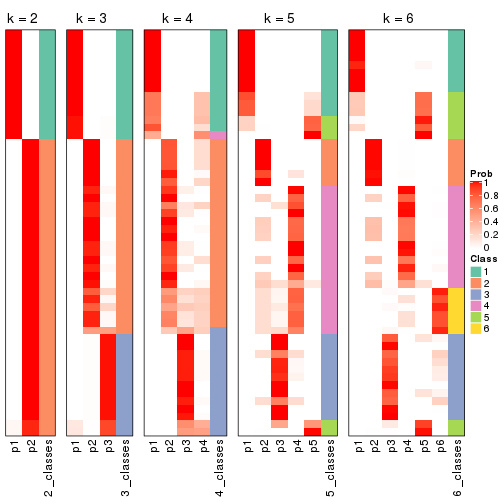 k = 2
k = 3
k = 4
k = 5
k = 6
Prob
1
0.8
0.6
0.4
0.2
0
Class
1
2
3
4
5
6
p1
p2
2_classes
p1
p2
p3
3_classes
p1
p2
p3
p4
4_classes
p1
p2
p3
p4
p5
5_classes
p1
p2
p3
p4
p5
p6
6_classes